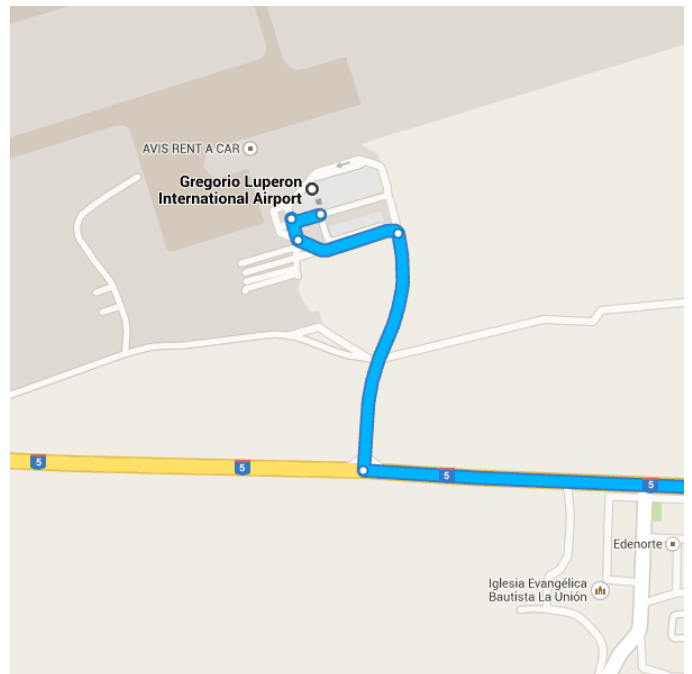 AVIS RENT A CAR
Gregorio Luperon
International Airport
5
5
5
5
Edenorte
Iglesia Evangélica
Bautista La Unión